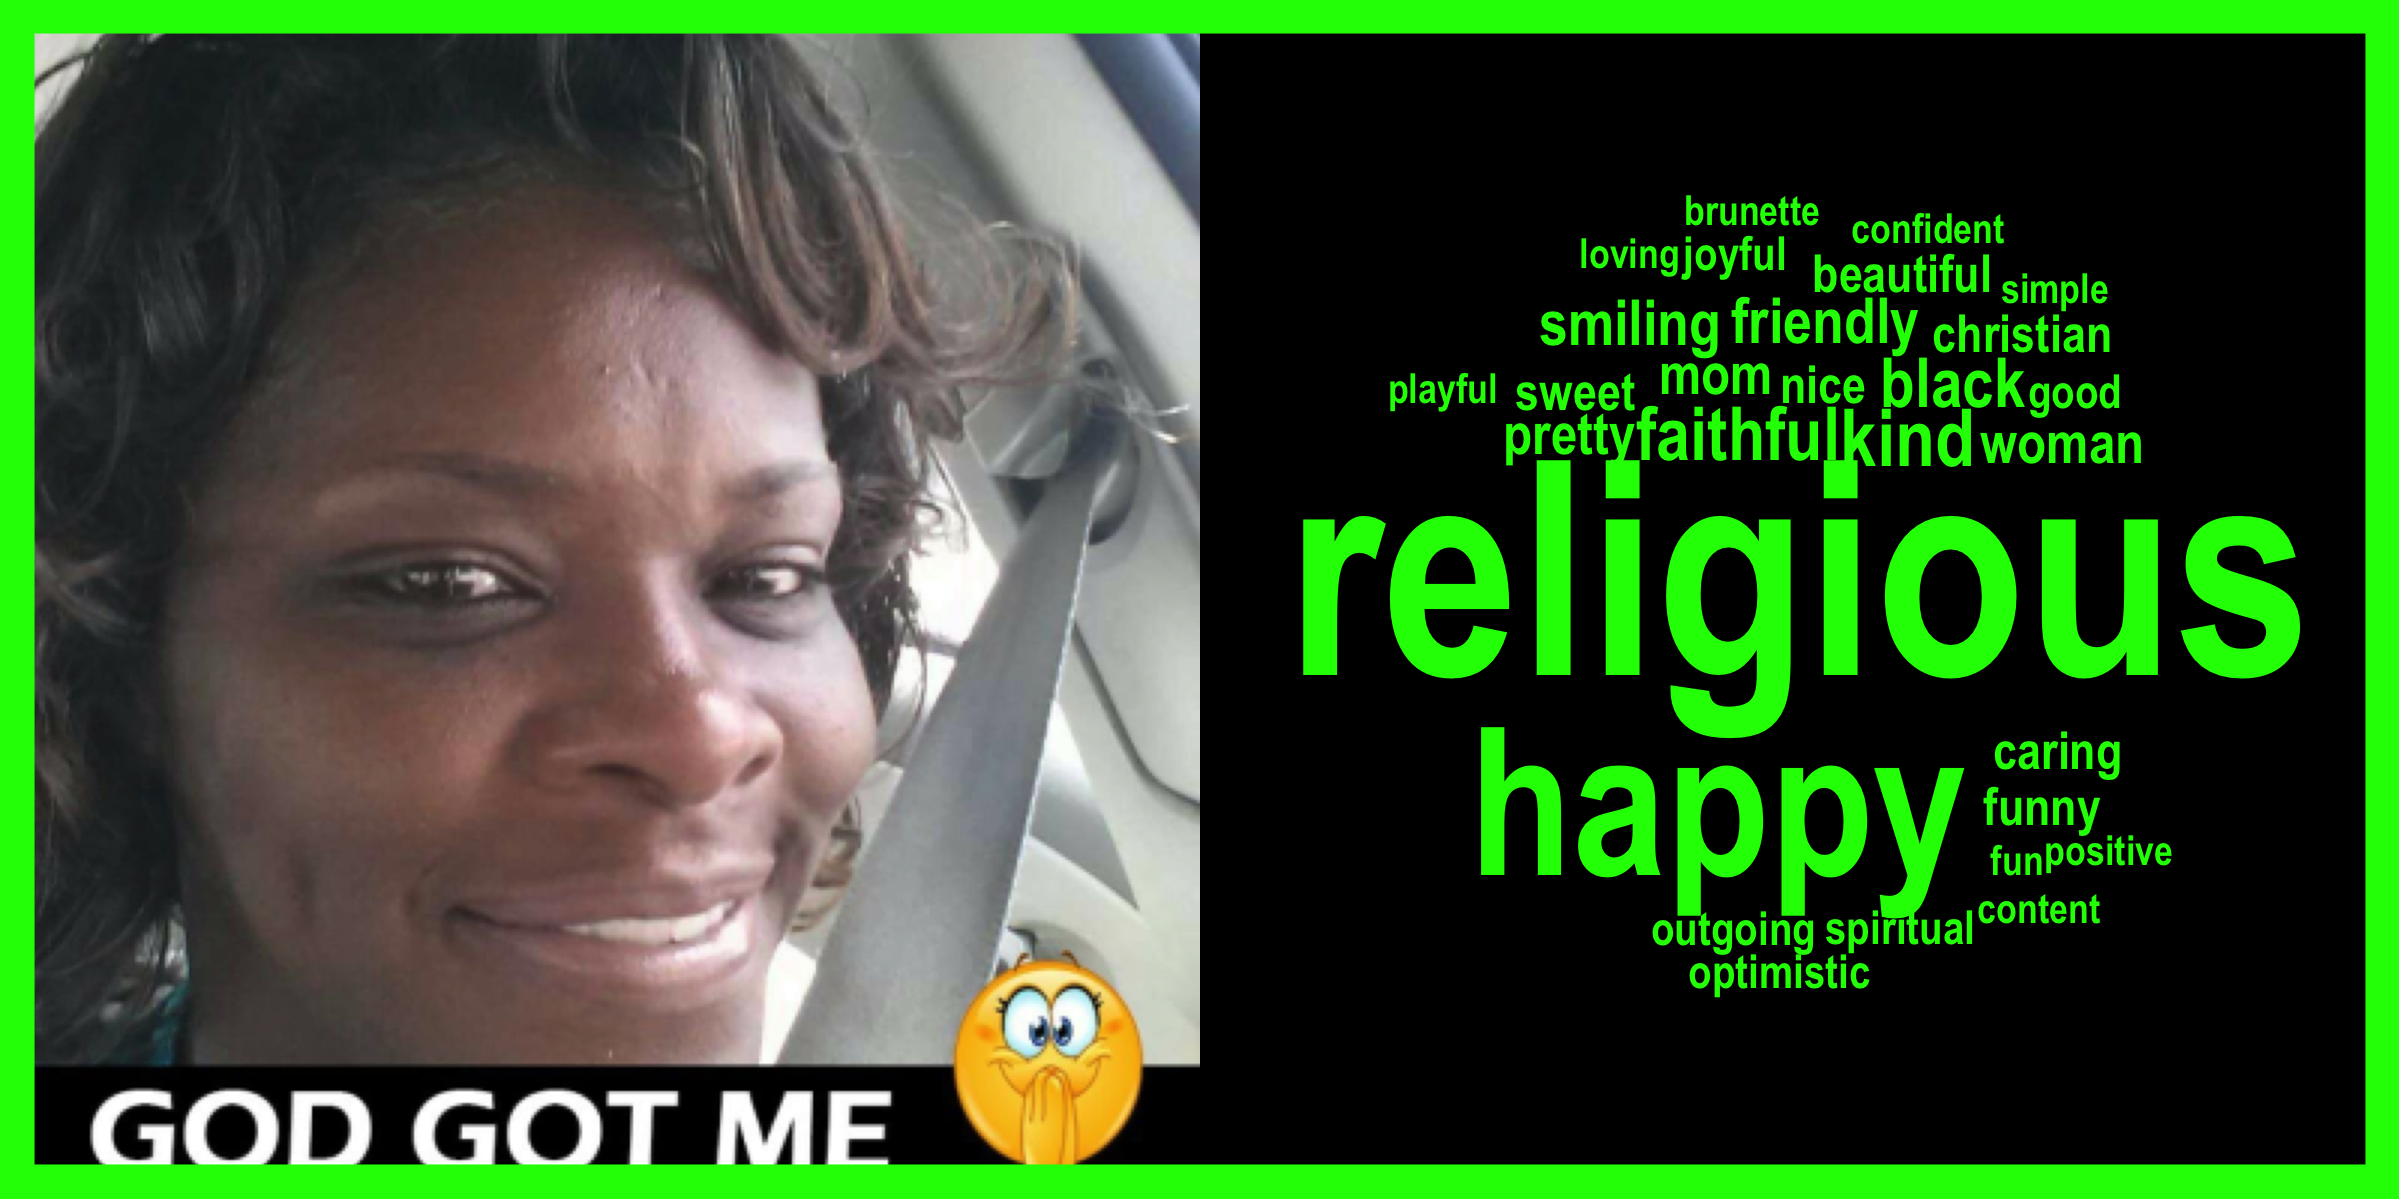 GOD GOT ME
brunette confident
loving joyful beautiful simple
smiling friendly christian
playful sweet mom nice black good
pretty faithful kind woman
religious
happy caring
funny
fun positive
content
outgoing spiritual
optimistic